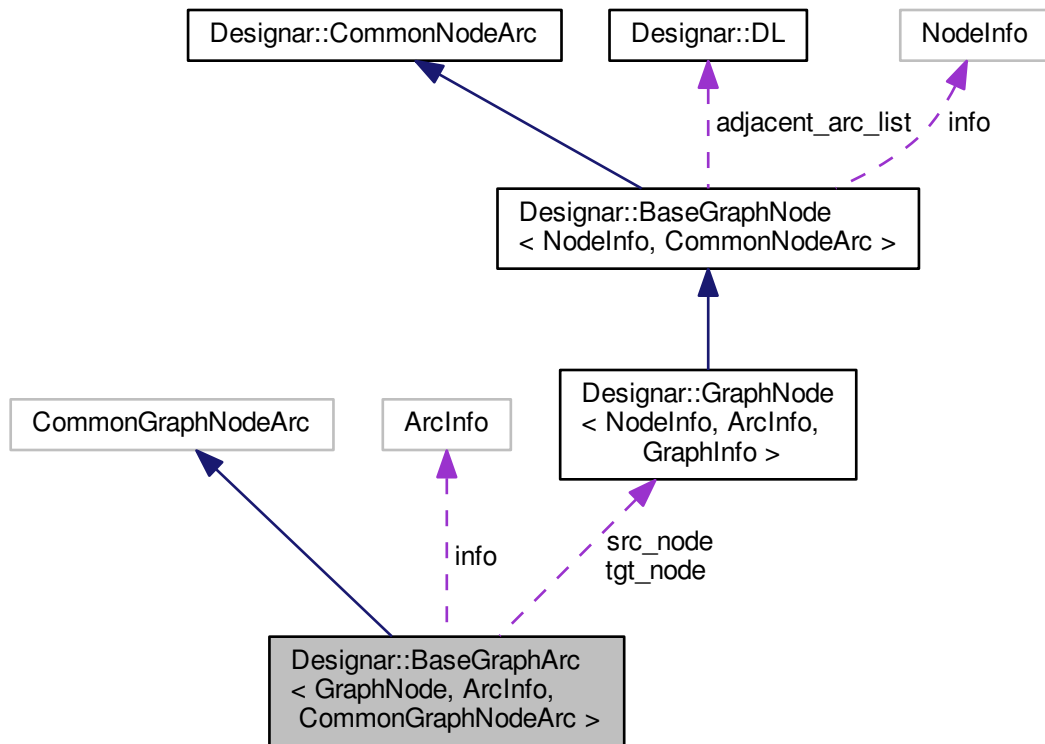 Designar::CommonNodeArc
Designar::DL
NodeInfo
adjacent_arc_list
info
Designar::BaseGraphNode
< NodeInfo, CommonNodeArc >
Designar::GraphNode
< NodeInfo, ArcInfo,
GraphInfo >
CommonGraphNodeArc
ArcInfo
info
src_node
tgt_node
Designar::BaseGraphArc
< GraphNode, ArcInfo,
CommonGraphNodeArc >